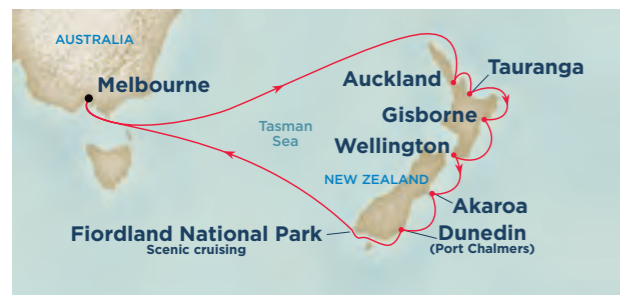 AUSTRALIA
Melbourne
Auckland
Tauranga
Gisborne
Tasman
Sea
Wellington
NEW ZEALAND
Akaroa
Fiordland National Park
Scenic cruising
Dunedin
(Port Chalmers)